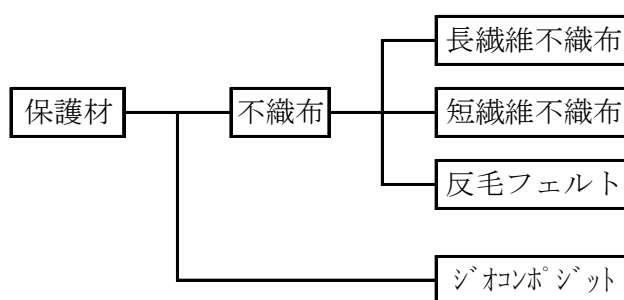 長繊維不織布
保護材
不織布
短繊維不織布
反毛フェルト
ｼﾞｵｺﾝﾎﾟｼﾞｯﾄ